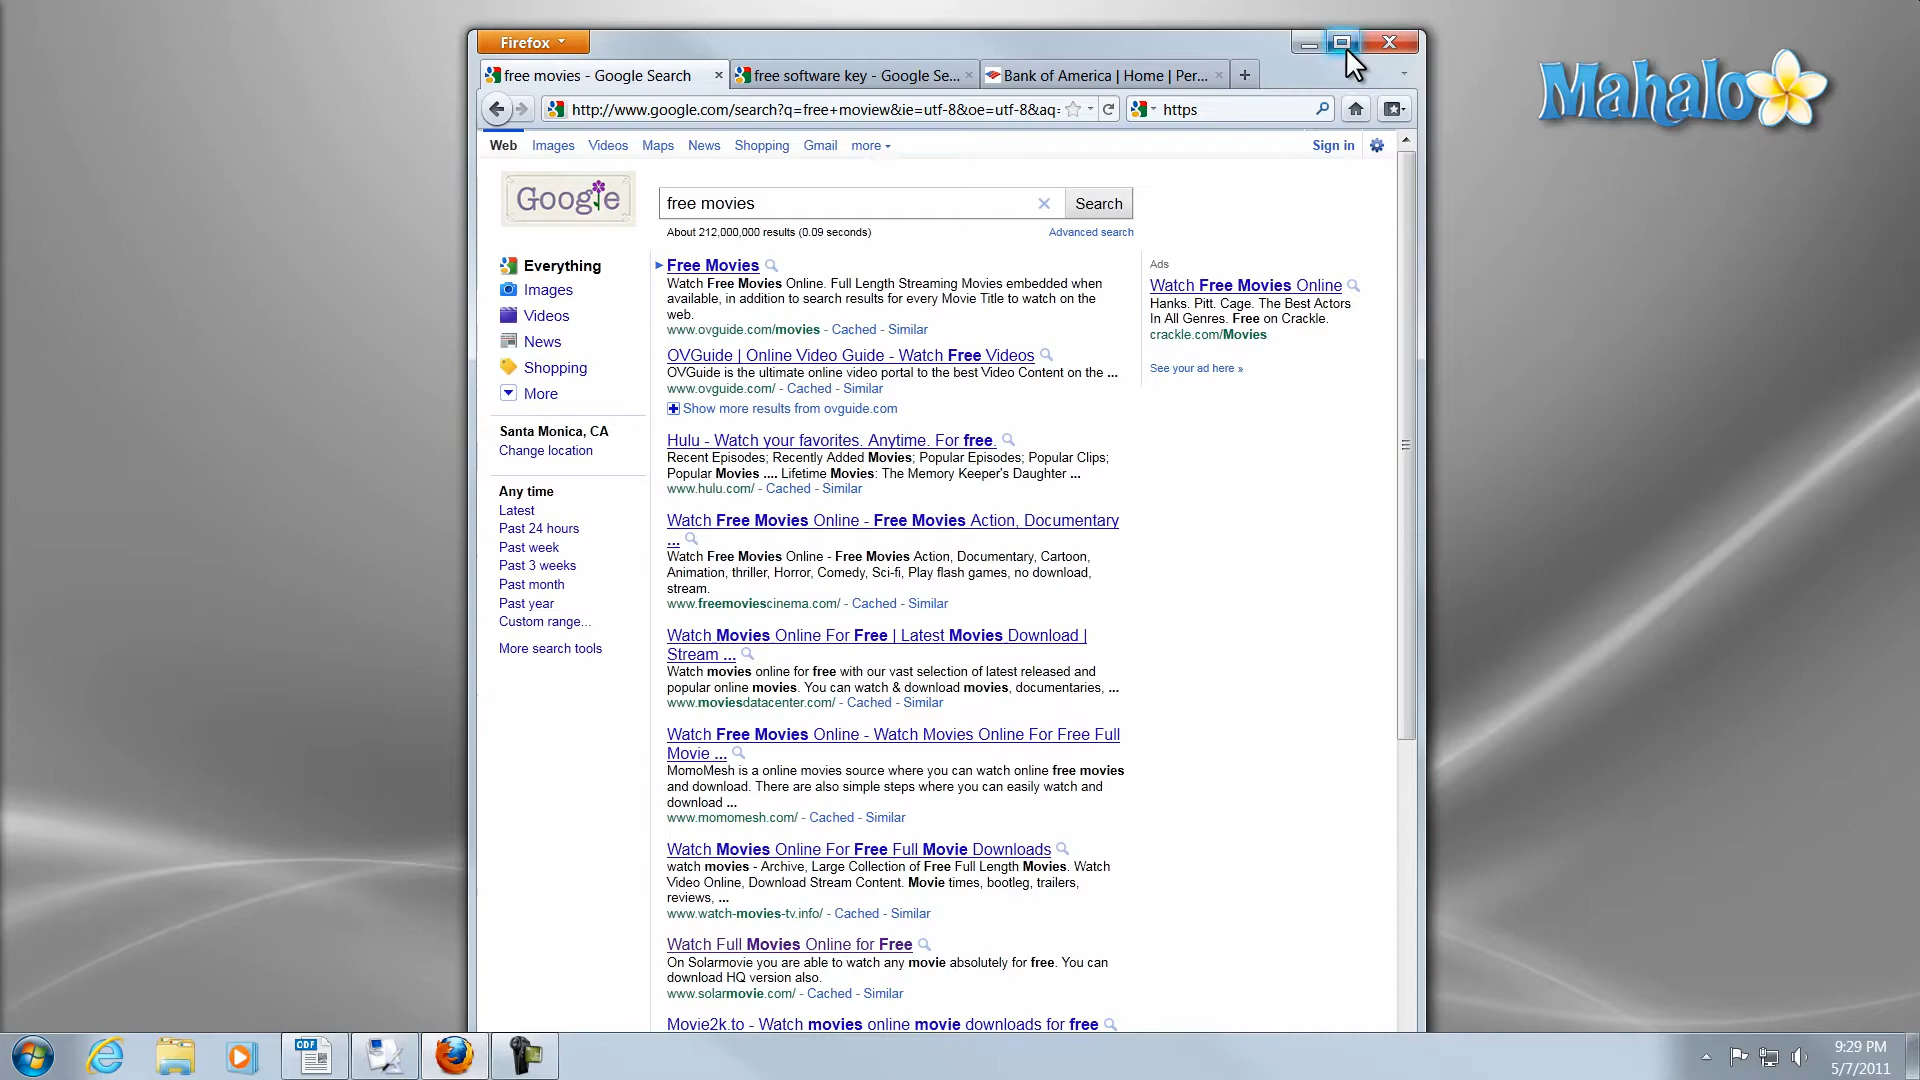 Firefox
Mahalo
free movies - Google Search
free software key - Google Se...
Bank of America | Home | Per...
http://www.google.com/search?q=free+moview&ie=utf-8&oe=utf-8&aq=
https
Web Images Videos Maps News Shopping Gmail more
Sign in
Google
free movies
Search
About 212,000,000 results (0.09 seconds)
Advanced search
Everything
Images
Videos
News
Shopping
More
Santa Monica, CA
Change location
Any time
Latest
Past 24 hours
Past week
Past 3 weeks
Past month
Past year
Custom range...
More search tools
Free Movies
Watch Free Movies Online. Full Length Streaming Movies embedded when
available, in addition to search results for every Movie Title to watch on the
web.
www.ovguide.com/movies - Cached - Similar
OVGuide | Online Video Guide - Watch Free Videos
OVGuide is the ultimate online video portal to the best Video Content on the ...
www.ovguide.com/ - Cached - Similar
Show more results from ovguide.com
Hulu - Watch your favorites. Anytime. For free.
Recent Episodes; Recently Added Movies; Popular Episodes; Popular Clips;
Popular Movies .... Lifetime Movies: The Memory Keeper's Daughter ...
www.hulu.com/ - Cached - Similar
Watch Free Movies Online - Free Movies Action, Documentary
...
Watch Free Movies Online - Free Movies Action, Documentary, Cartoon,
Animation, thriller, Horror, Comedy, Sci-fi, Play flash games, no download,
stream.
www.freemoviescinema.com/ - Cached - Similar
Watch Movies Online For Free | Latest Movies Download |
Stream ...
Watch movies online for free with our vast selection of latest released and
popular online movies. You can watch & download movies, documentaries, ...
www.moviesdatacenter.com/ - Cached - Similar
Watch Free Movies Online - Watch Movies Online For Free Full
Movie ...
MomoMesh is a online movies source where you can watch online free movies
and download. There are also simple steps where you can easily watch and
download ...
www.momomesh.com/ - Cached - Similar
Watch Movies Online For Free Full Movie Downloads
watch movies - Archive, Large Collection of Free Full Length Movies. Watch
Video Online, Download Stream Content. Movie times, bootleg, trailers,
reviews, ...
www.watch-movies-tv.info/ - Cached - Similar
Watch Full Movies Online for Free
On Solarmovie you are able to watch any movie absolutely for free. You can
download HQ version also.
www.solarmovie.com/ - Cached - Similar
Movie2k.to - Watch movies online movie downloads for free
Ads
Watch Free Movies Online
Hanks. Pitt. Cage. The Best Actors
In All Genres. Free on Crackle.
crackle.com/Movies
See your ad here »
ODF
9:29 PM
5/7/2011